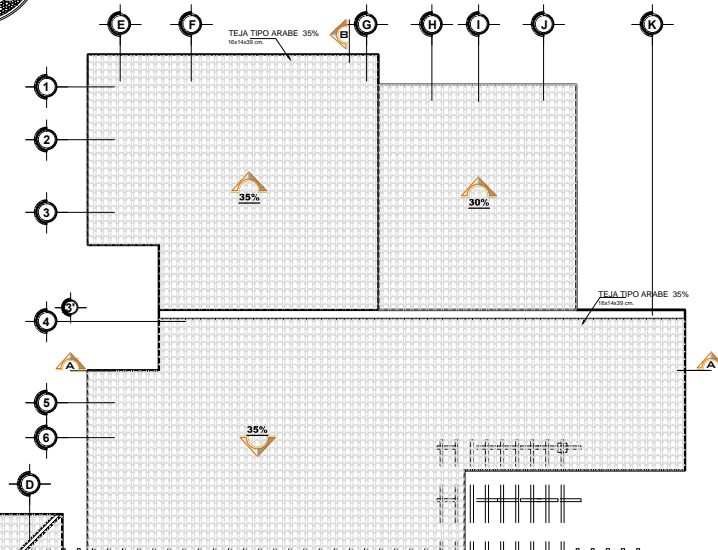 E
F
G
H
I
J
K
TEJA TIPO ARABE 35%
16x14x39 cm.
B
1
2
3
35%
30%
3'
4
TEJA TIPO ARABE 35%
16x14x39 cm.
A
A
5
6
35%
D